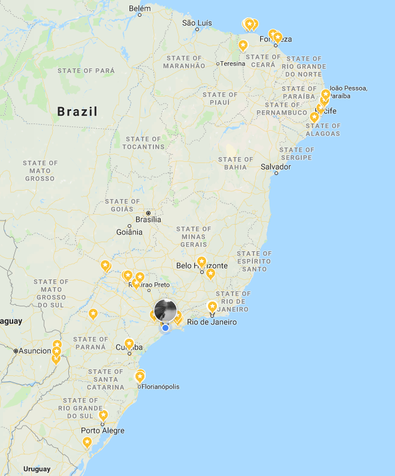 Belém
São Luís
Teresina
STATE OF
CEARÁ
STATE OF PARÁ
STATE OF
MARANHÃO
STATE OF
RIO GRANDE
DO NORTE
STATE OF
PARAÍBA
João Pessoa,
Paraíba
STATE OF
PIAUÍ
STATE OF
PERNAMBUCO
Brazil
STATE OF
ALAGOAS
STATE OF
TOCANTINS
STATE OF
SERGIPE
STATE OF
MATO
GROSSO
STATE OF
BAHIA
Salvador
STATE OF
GOIÁS
Brasília
Goiânia
STATE OF
MINAS
GERAIS
STATE OF
ESPÍRITO
SANTO
Belo Horizonte
STATE OF
MATO
GROSSO
DO SUL
Preto
STATE OF
RIO DE
JANEIRO
Rio de Janeiro
aguay
Asuncion
STATE OF
PARANÁ
STATE OF
SANTA
CATARINA
Florianópolis
STATE OF
RIO GRANDE
DO SUL
Porto Alegre
Uruguay